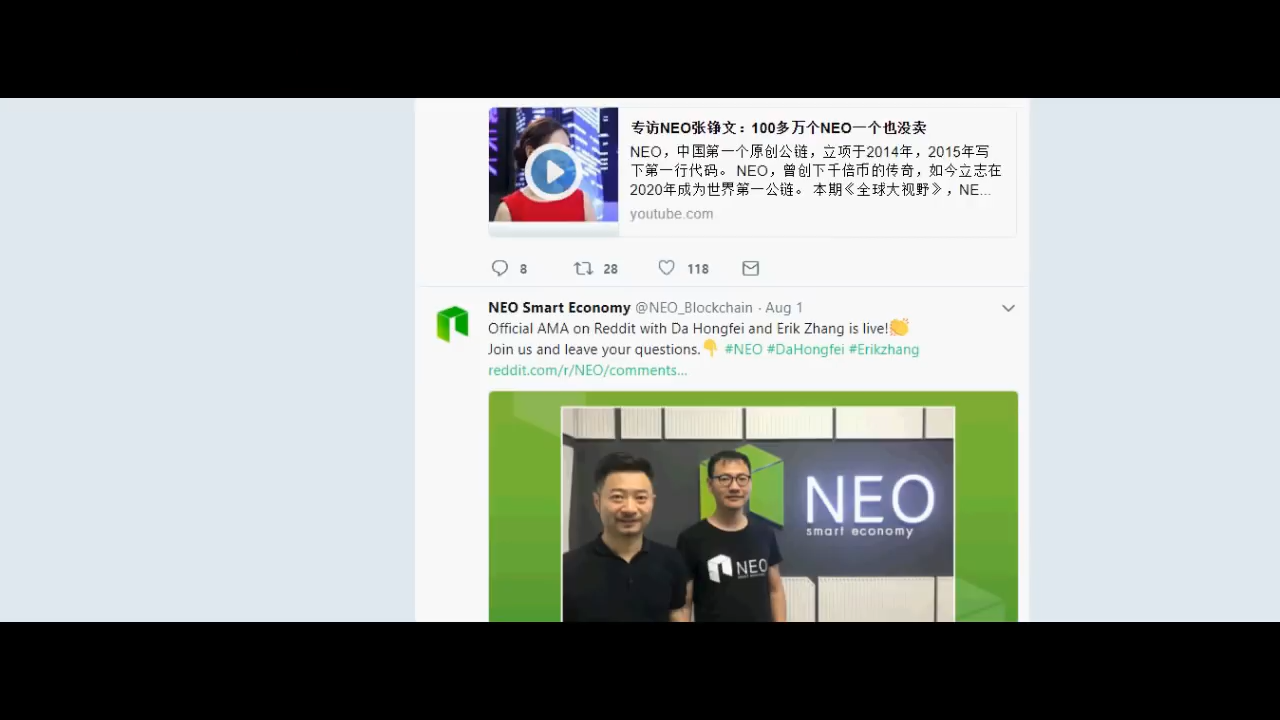 专访NEO张铮文：100多万个NEO一个也没卖
NEO，中国第一个原创公链，立项于2014年，2015年写
下第一行代码。 NEO，曾创下千倍币的传奇，如今立志在
2020年成为世界第一公链。 本期《全球大视野》，NE...
youtube.com
8 28 118
NEO Smart Economy @NEO_Blockchain · Aug 1
Official AMA on Reddit with Da Hongfei and Erik Zhang is live!👏
Join us and leave your questions.👇 #NEO #DaHongfei #Erikzhang
reddit.com/r/NEO/comments...
NEO
smart economy
NEO